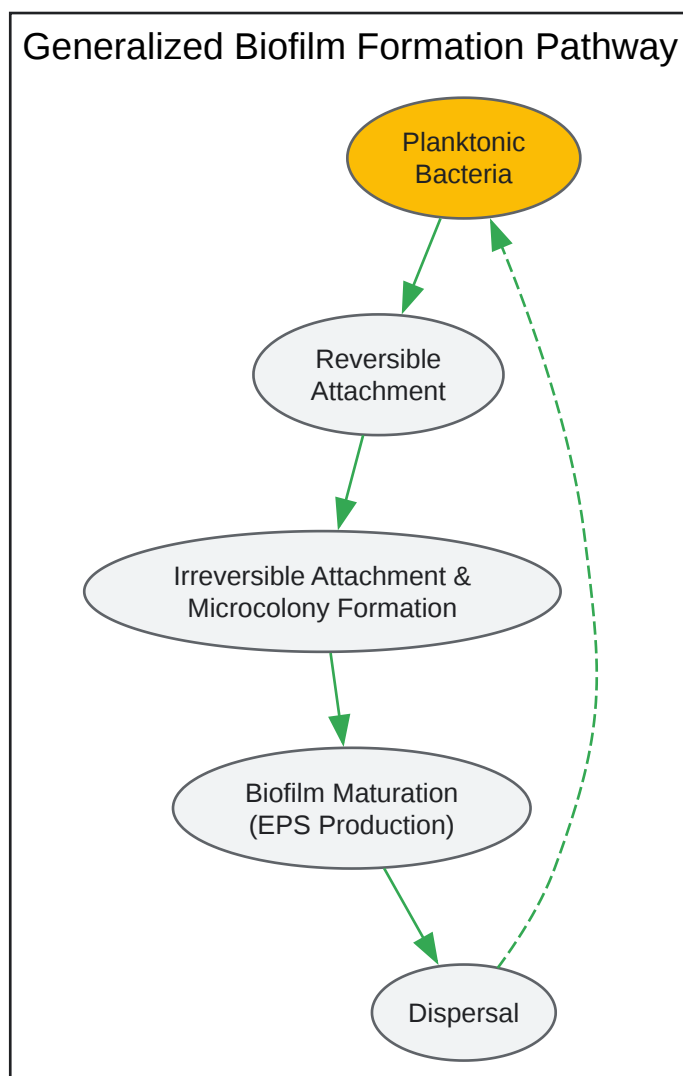 Generalized Biofilm Formation Pathway
Planktonic
Bacteria
Reversible
Attachment
Irreversible Attachment &
Microcolony Formation
Biofilm Maturation
(EPS Production)
Dispersal